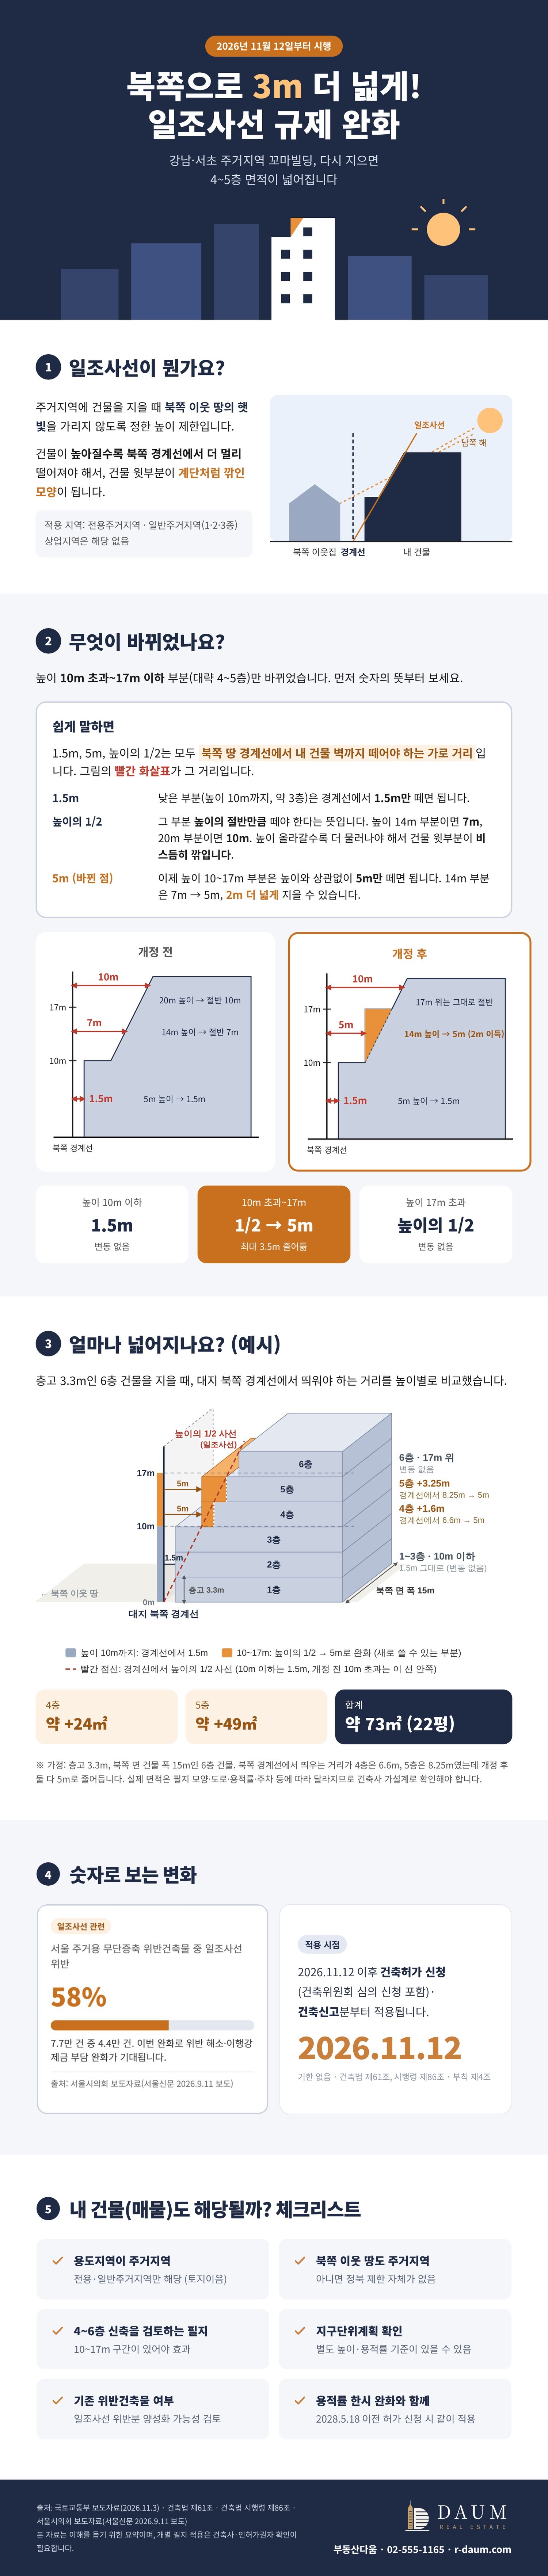 2026년 11월 12일부터 시행
북쪽으로 3m 더 넓게!
일조사선 규제 완화
강남·서초 주거지역 꼬마빌딩, 다시 지으면
4~5층 면적이 넓어집니다
1 일조사선이 뭔가요?
주거지역에 건물을 지을 때 북쪽 이웃 땅의 햇
빛을 가리지 않도록 정한 높이 제한입니다.
건물이 높아질수록 북쪽 경계선에서 더 멀리
떨어져야 해서, 건물 윗부분이 계단처럼 깎인
모양이 됩니다.
적용 지역: 전용주거지역 · 일반주거지역(1·2·3종)
상업지역은 해당 없음
일조사선
남쪽 해
북쪽 이웃집 경계선 내 건물
2 무엇이 바뀌었나요?
높이 10m 초과~17m 이하 부분(대략 4~5층)만 바뀌었습니다. 먼저 숫자의 뜻부터 보세요.
쉽게 말하면
1.5m, 5m, 높이의 1/2는 모두 북쪽 땅 경계선에서 내 건물 벽까지 떼어야 하는 가로 거리 입
니다. 그림의 빨간 화살표가 그 거리입니다.
1.5m 낮은 부분(높이 10m까지, 약 3층)은 경계선에서 1.5m만 떼면 됩니다.
높이의 1/2 그 부분 높이의 절반만큼 떼야 한다는 뜻입니다. 높이 14m 부분이면 7m,
20m 부분이면 10m. 높이 올라갈수록 더 물러나야 해서 건물 윗부분이 비
스듬히 깎입니다.
5m (바뀐 점) 이제 높이 10~17m 부분은 높이와 상관없이 5m만 떼면 됩니다. 14m 부분
은 7m → 5m, 2m 더 넓게 지을 수 있습니다.
개정 전
10m
20m 높이 → 절반 10m
17m
7m
14m 높이 → 절반 7m
10m
1.5m
5m 높이 → 1.5m
북쪽 경계선
개정 후
10m
17m 위는 그대로 절반
17m
5m
14m 높이 → 5m (2m 이득)
10m
1.5m
5m 높이 → 1.5m
북쪽 경계선
높이 10m 이하
1.5m
변동 없음
10m 초과~17m
1/2 → 5m
최대 3.5m 줄어듦
높이 17m 초과
높이의 1/2
변동 없음
3 얼마나 넓어지나요? (예시)
층고 3.3m인 6층 건물을 지을 때, 대지 북쪽 경계선에서 띄워야 하는 거리를 높이별로 비교했습니다.
높이의 1/2 사선
(일조사선)
17m
10m
0m
5m
5m
1.5m
층고 3.3m
6층
5층
4층
3층
2층
1층
6층 · 17m 위
변동 없음
5층 +3.25m
경계선에서 8.25m → 5m
4층 +1.6m
경계선에서 6.6m → 5m
1~3층 · 10m 이하
1.5m 그대로 (변동 없음)
북쪽 면 폭 15m
← 북쪽 이웃 땅
대지 북쪽 경계선
높이 10m까지: 경계선에서 1.5m
10~17m: 높이의 1/2 → 5m로 완화 (새로 쓸 수 있는 부분)
빨간 점선: 경계선에서 높이의 1/2 사선 (10m 이하는 1.5m, 개정 전 10m 초과는 이 선 안쪽)
4층
약 +24㎡
5층
약 +49㎡
합계
약 73㎡ (22평)
※ 가정: 층고 3.3m, 북쪽 면 건물 폭 15m인 6층 건물. 북쪽 경계선에서 띄우는 거리가 4층은 6.6m, 5층은 8.25m였는데 개정 후
둘 다 5m로 줄어듭니다. 실제 면적은 필지 모양·도로·용적률·주차 등에 따라 달라지므로 건축사 가설계로 확인해야 합니다.
4 숫자로 보는 변화
일조사선 관련
서울 주거용 무단증축 위반건축물 중 일조사선
위반
58%
7.7만 건 중 4.4만 건. 이번 완화로 위반 해소·이행강
제금 부담 완화가 기대됩니다.
출처: 서울시의회 보도자료(서울신문 2026.9.11 보도)
적용 시점
2026.11.12 이후 건축허가 신청
(건축위원회 심의 신청 포함) ·
건축신고분부터 적용됩니다.
2026.11.12
기한 없음 · 건축법 제61조, 시행령 제86조 · 부칙 제4조
5 내 건물(매물)도 해당될까? 체크리스트
용도지역이 주거지역
전용·일반주거지역만 해당 (토지이음)
북쪽 이웃 땅도 주거지역
아니면 정북 제한 자체가 없음
4~6층 신축을 검토하는 필지
10~17m 구간이 있어야 효과
지구단위계획 확인
별도 높이·용적률 기준이 있을 수 있음
기존 위반건축물 여부
일조사선 위반분 양성화 가능성 검토
용적률 한시 완화와 함께
2028.5.18 이전 허가 신청 시 같이 적용
출처: 국토교통부 보도자료(2026.11.3) · 건축법 제61조 · 건축법 시행령 제86조 ·
서울시의회 보도자료(서울신문 2026.9.11 보도)
본 자료는 이해를 돕기 위한 요약이며, 개별 필지 적용은 건축사·인허가권자 확인이
필요합니다.
DAUM
REAL ESTATE
부동산다움 · 02-555-1165 · r-daum.com